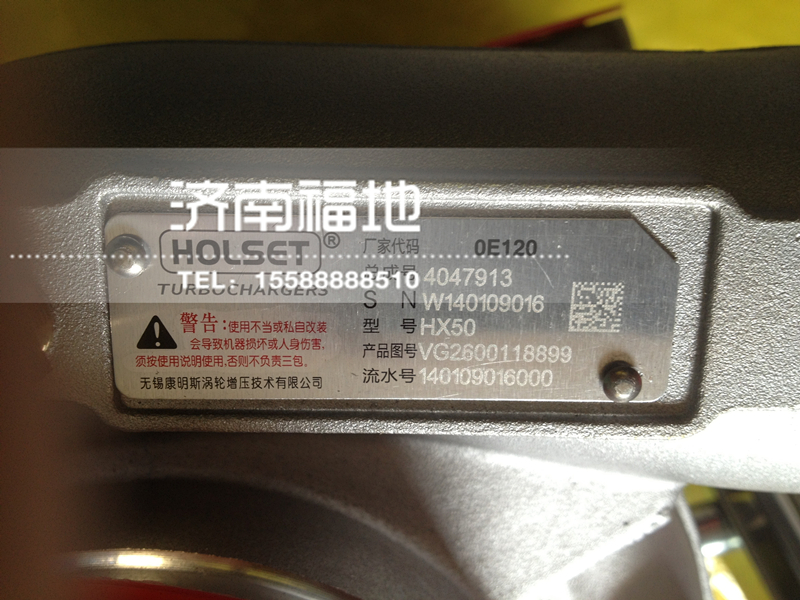 济南福地
TEL: 15588888510
HOLSET®
TURBOCHARGERS
厂家代码 0E120
总成号 4047913
S N W140109016
型 号 HX50
产品图号 VG2600118899
流水号 140109016000
警告:使用不当或私自改装
会导致机器损坏或人身伤害,
须按使用说明使用,否则不负责三包。
无锡康明斯涡轮增压技术有限公司